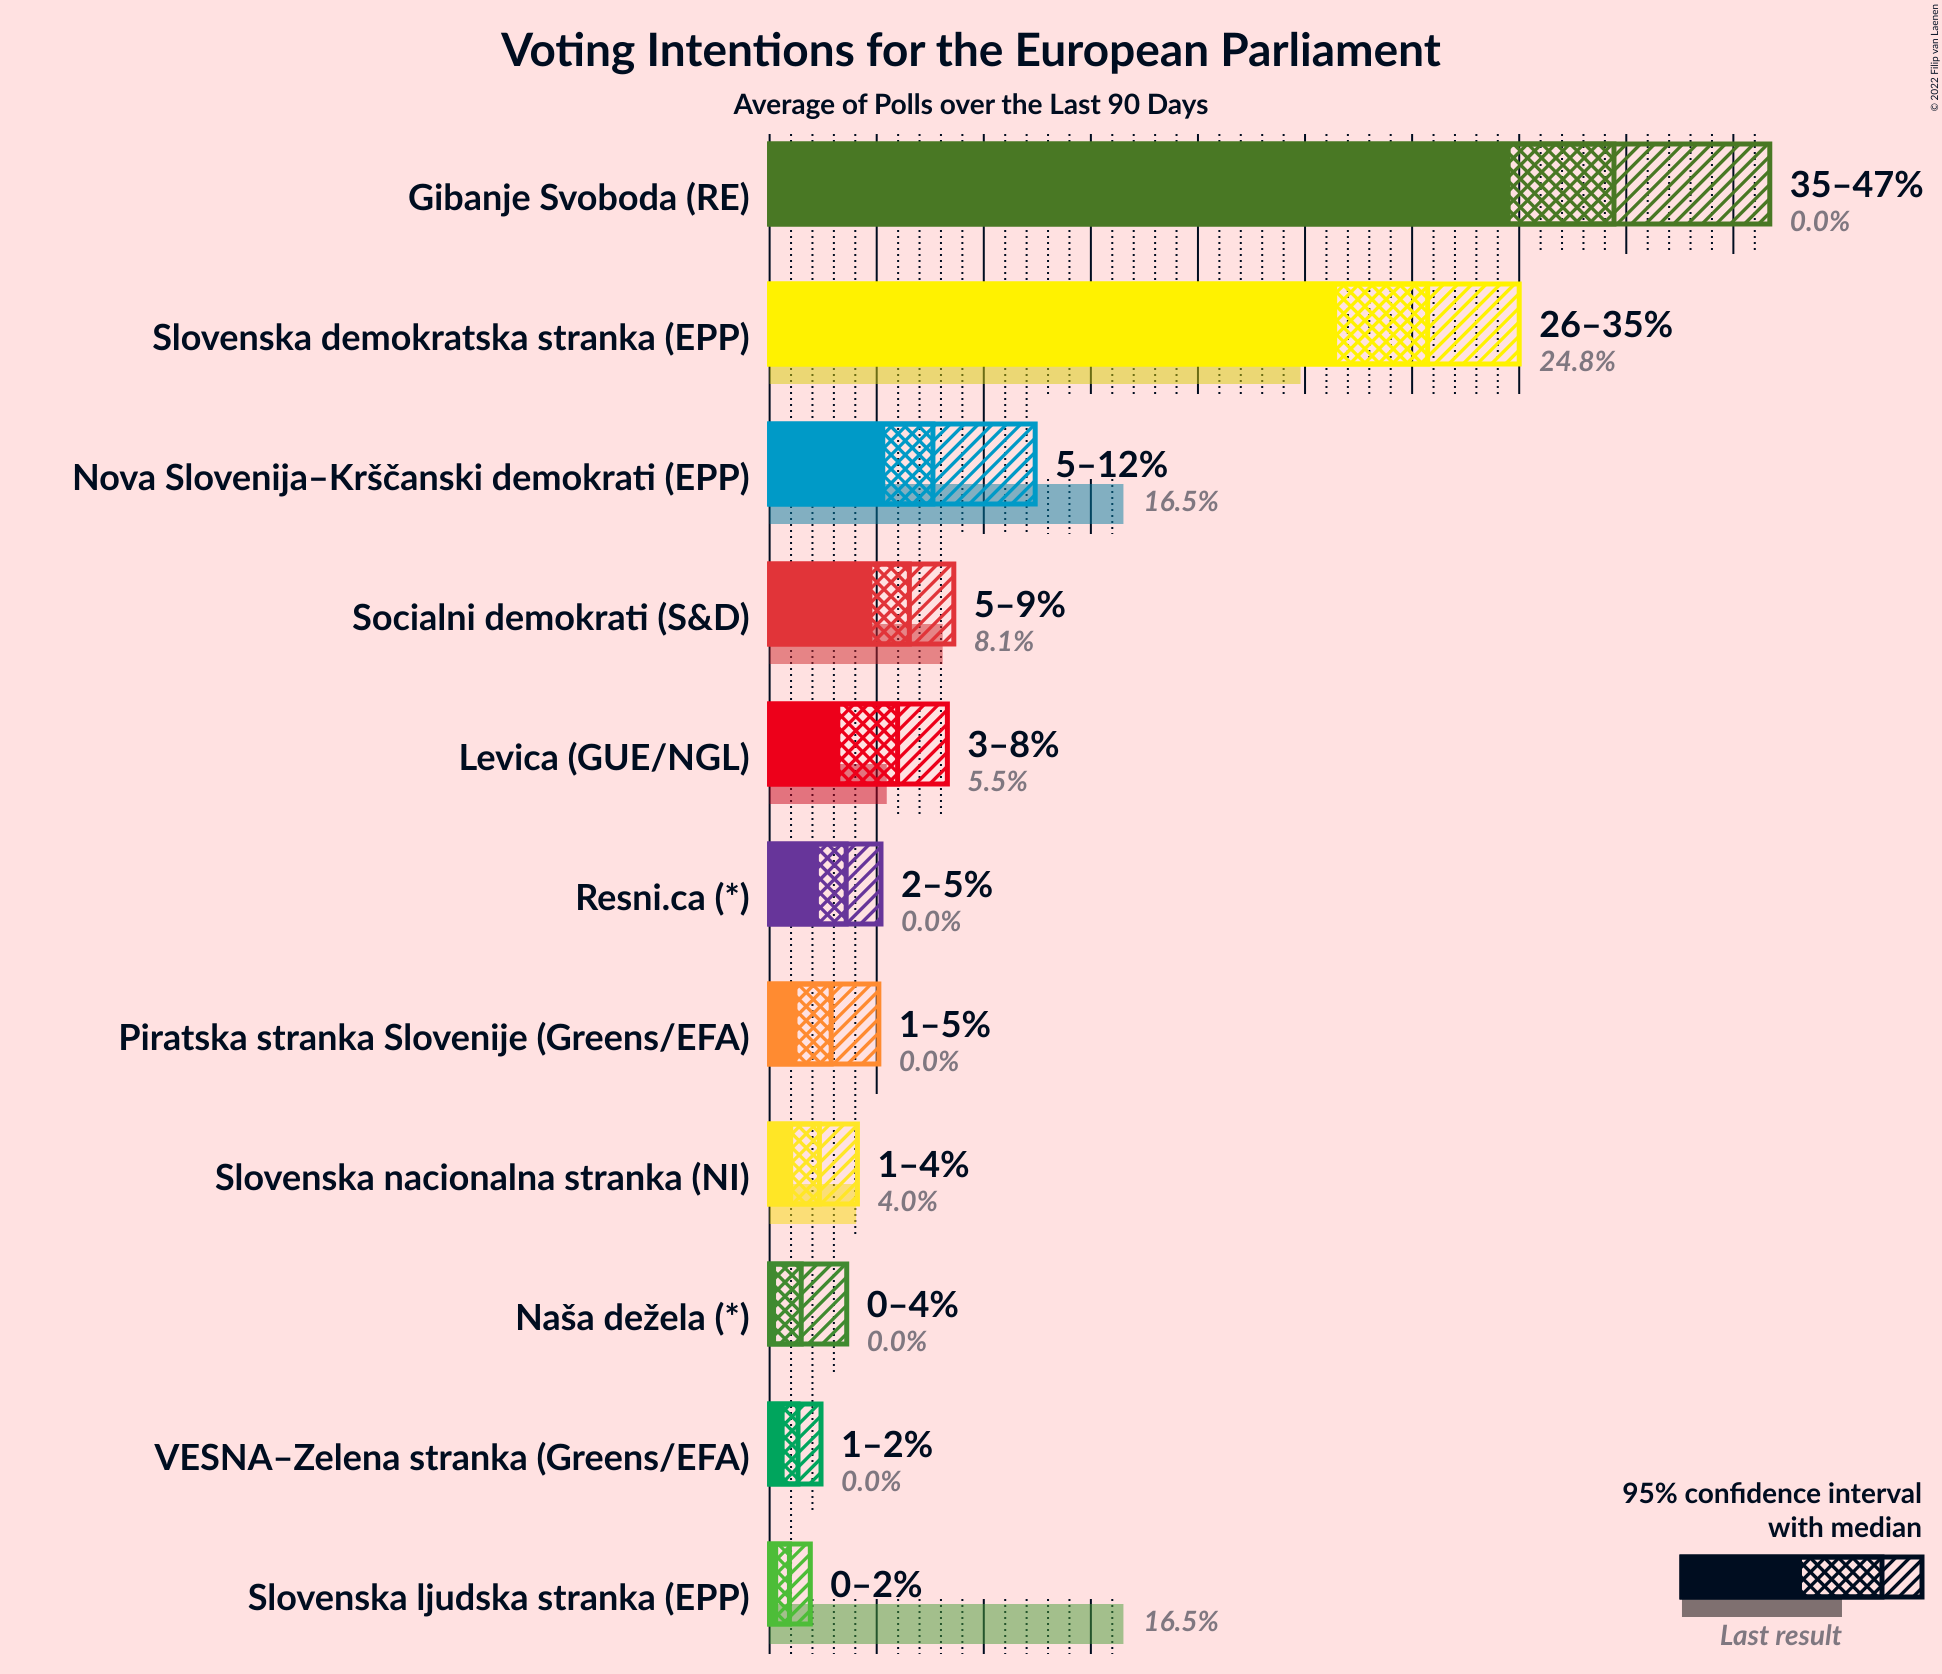 Voting Intentions for the European Parliament
Average of Polls over the Last 90 Days
© 2022 Filip van Laenen
Gibanje Svoboda (RE)
35–47%
0.0%
Slovenska demokratska stranka (EPP)
26–35%
24.8%
Nova Slovenija–Krščanski demokrati (EPP)
5–12%
16.5%
Socialni demokrati (S&D)
5–9%
8.1%
Levica (GUE/NGL)
3–8%
5.5%
Resni.ca (*)
2–5%
0.0%
Piratska stranka Slovenije (Greens/EFA)
1–5%
0.0%
Slovenska nacionalna stranka (NI)
1–4%
4.0%
Naša dežela (*)
0–4%
0.0%
VESNA–Zelena stranka (Greens/EFA)
1–2%
0.0%
Slovenska ljudska stranka (EPP)
0–2%
16.5%
95% confidence interval
with median
Last result